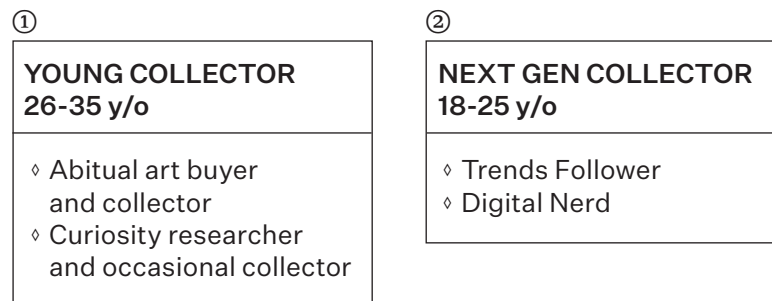 ①
YOUNG COLLECTOR
26-35 y/o
◊ Abitual art buyer
and collector
◊ Curiosity researcher
and occasional collector
②
NEXT GEN COLLECTOR
18-25 y/o
◊ Trends Follower
◊ Digital Nerd